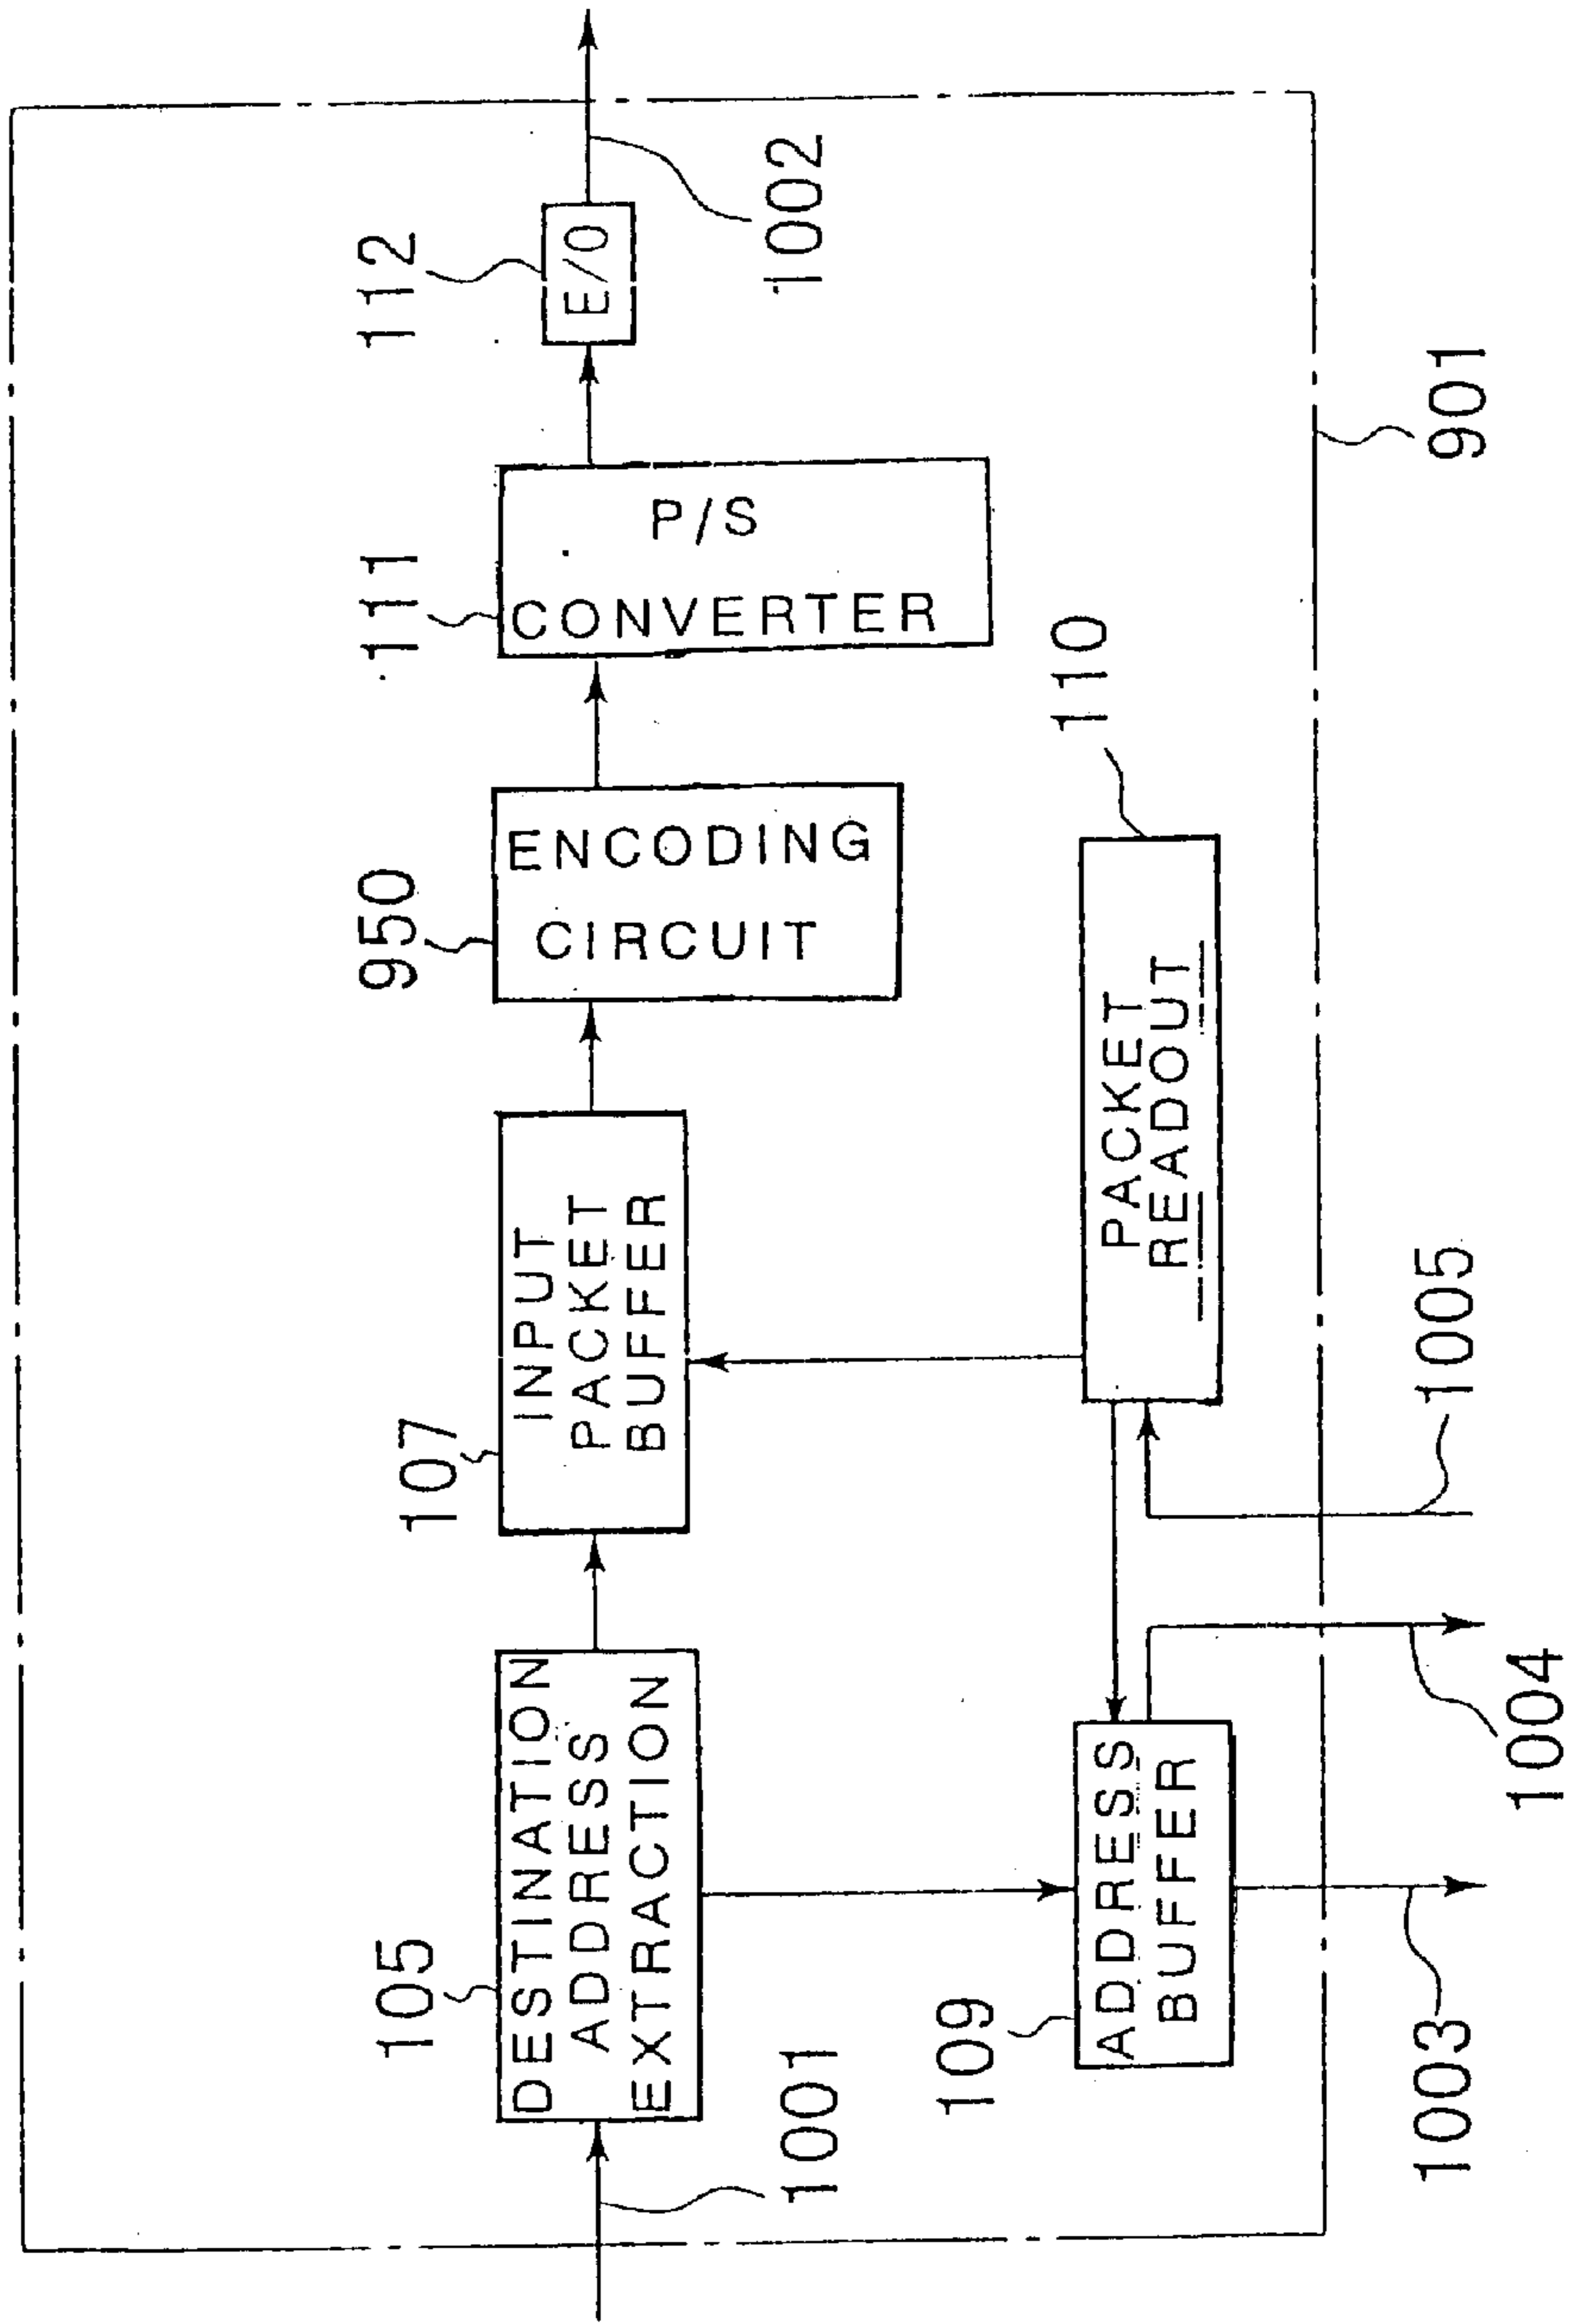 105
DESTINATION
ADDRESS
EXTRACTION
1001
107
INPUT
PACKET
BUFFER
950
ENCODING
CIRCUIT
111
P/S
CONVERTER
112
E/O
1002
109
ADDRESS
BUFFER
110
PACKET
READOUT
1003
1004
1005
901